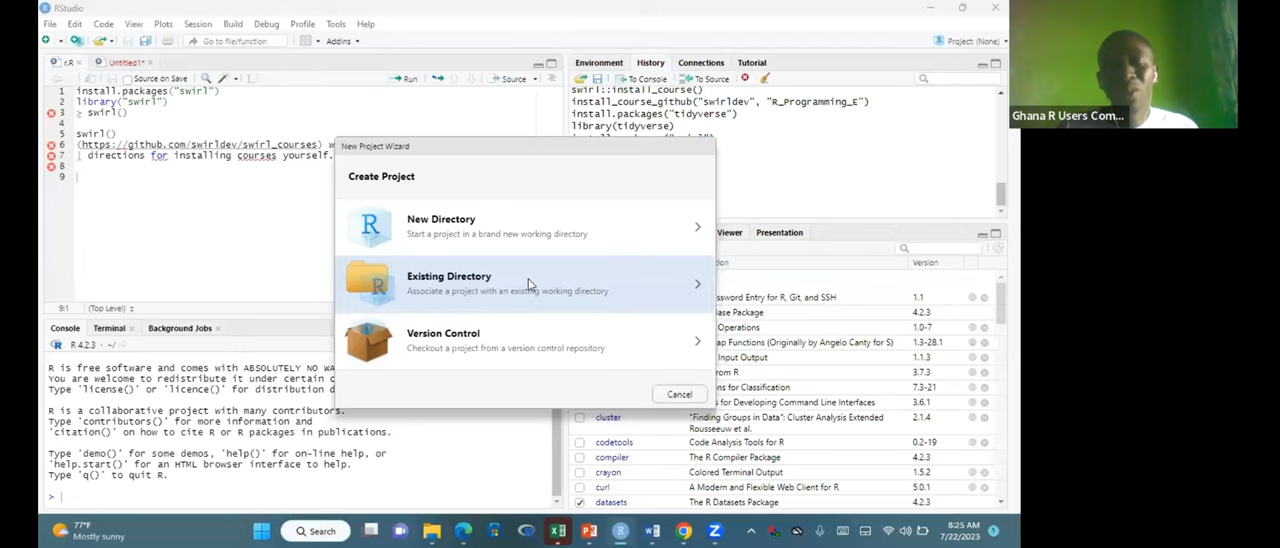 RStudio
File Edit Code View Plots Session Build Debug Profile Tools Help
Go to file/function
Addins
Project: (None)
r.R
Untitled1*
Source on Save
Run
Source
1 install.packages("swirl")
2 library("swirl")
3 > swirl()
4
5 swirl()
6 (https://github.com/swirldev/swirl_courses) w
7 | directions for installing courses yourself.
8
9
9:1 (Top Level)
Console Terminal Background Jobs
R 4.2.3 · ~/
R is free software and comes with ABSOLUTELY NO WA
You are welcome to redistribute it under certain c
Type 'license()' or 'licence()' for distribution d
R is a collaborative project with many contributors.
Type 'contributors()' for more information and
'citation()' on how to cite R or R packages in publications.
Type 'demo()' for some demos, 'help()' for on-line help, or
'help.start()' for an HTML browser interface to help.
Type 'q()' to quit R.
>
Environment History Connections Tutorial
To Console To Source
swirl::install_course()
install_course_github("swirldev", "R_Programming_E")
install.packages("tidyverse")
library(tidyverse)
New Project Wizard
Create Project
New Directory
Start a project in a brand new working directory
Existing Directory
Associate a project with an existing working directory
Version Control
Checkout a project from a version control repository
Cancel
Viewer Presentation
Version
ssword Entry for R, Git, and SSH 1.1
Base Package 4.2.3
Operations 1.0-7
ap Functions (Originally by Angelo Canty for S) 1.3-28.1
Input Output 1.1.3
from R 3.7.3
ns for Classification 7.3-21
for Developing Command Line Interfaces 3.6.1
cluster "Finding Groups in Data": Cluster Analysis Extended 2.1.4
Rousseeuw et al.
codetools Code Analysis Tools for R 0.2-19
compiler The R Compiler Package 4.2.3
crayon Colored Terminal Output 1.5.2
curl A Modern and Flexible Web Client for R 5.0.1
datasets The R Datasets Package 4.2.3
Ghana R Users Com...
77°F
Mostly sunny
Search
8:25 AM
7/22/2023